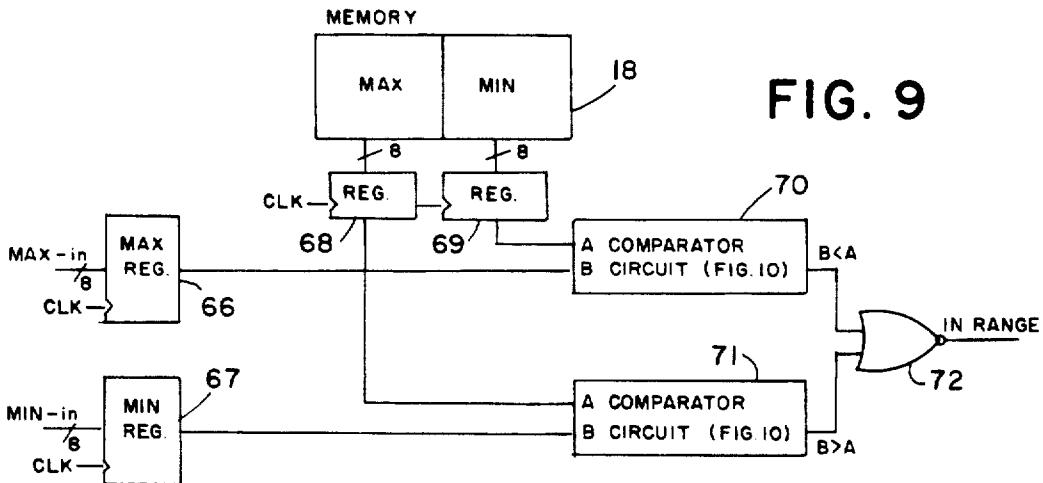 MEMORY
MAX
MIN
18
FIG. 9
8
8
CLK
REG.
REG.
68
69
70
MAX-in
8
MAX
REG.
CLK
66
A COMPARATOR
B CIRCUIT (FIG.10)
B<A
IN RANGE
72
71
67
MIN-in
8
MIN
REG.
CLK
A COMPARATOR
B CIRCUIT (FIG.10)
B>A